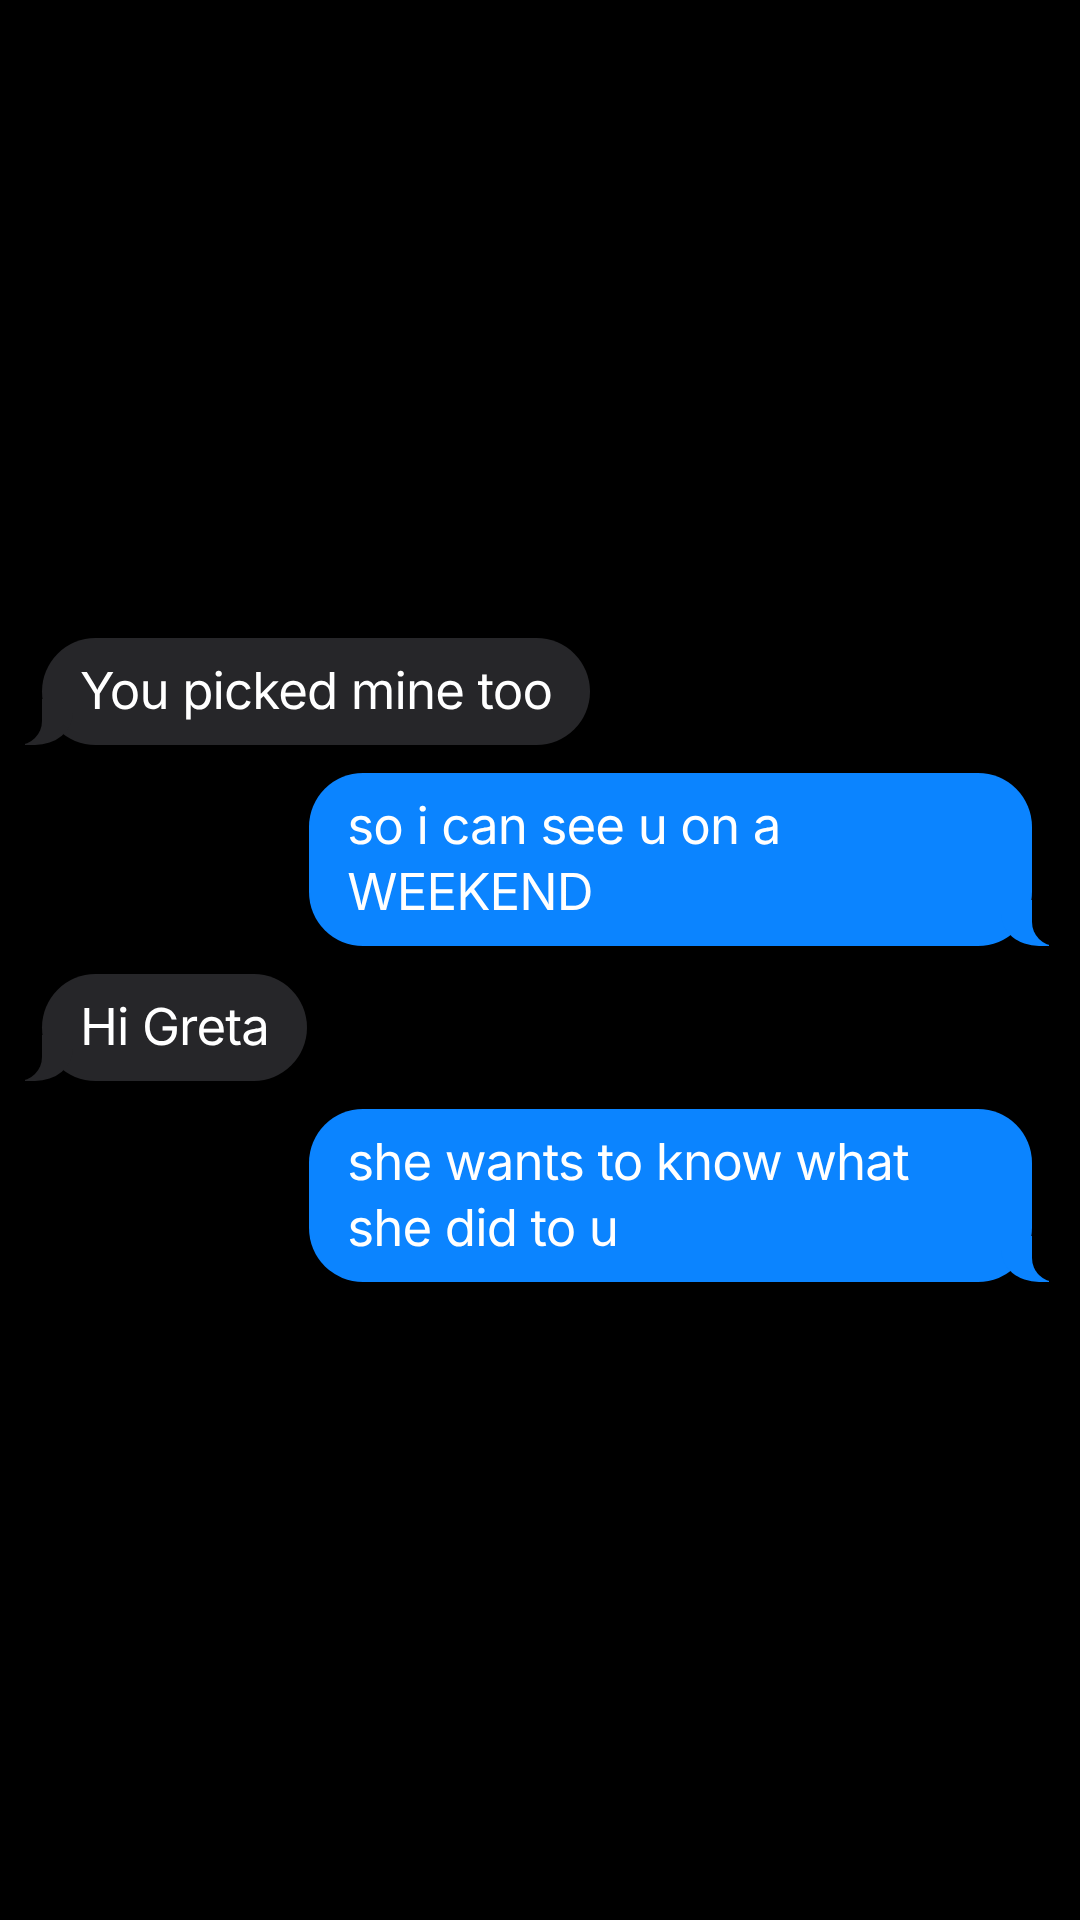 You picked mine too
so i can see u on a
WEEKEND
Hi Greta
she wants to know what
she did to u